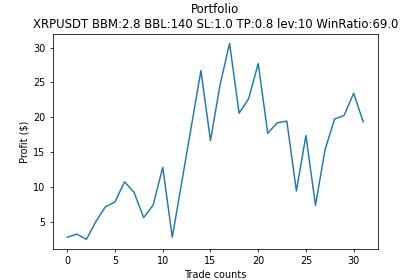 Portfolio
XRPUSDT BBM:2.8 BBL:140 SL:1.0 TP:0.8 lev:10 WinRatio:69.0
30
25
20
15
10
5
Profit ($)
0 5 10 15 20 25 30
Trade counts